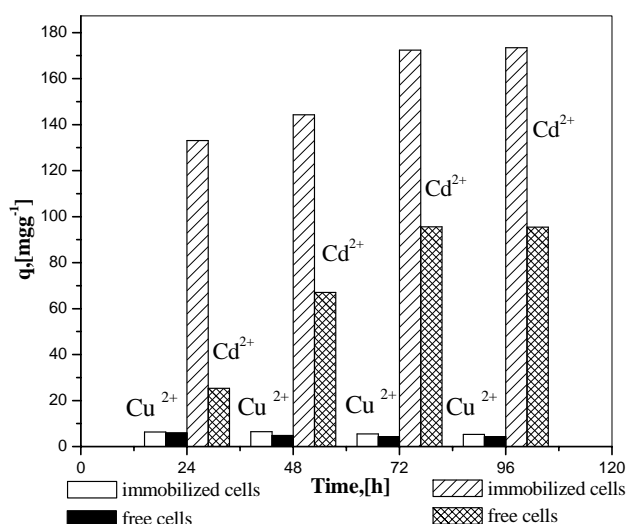 180
160
140
120
100
80
60
40
20
0
q,[mgg⁻¹]
Cu ²⁺
Cd²⁺
Cu ²⁺
Cd²⁺
Cu ²⁺
Cd²⁺
Cu ²⁺
Cd²⁺
0 24 48 72 96 120
Time,[h]
immobilized cells
free cells
immobilized cells
free cells